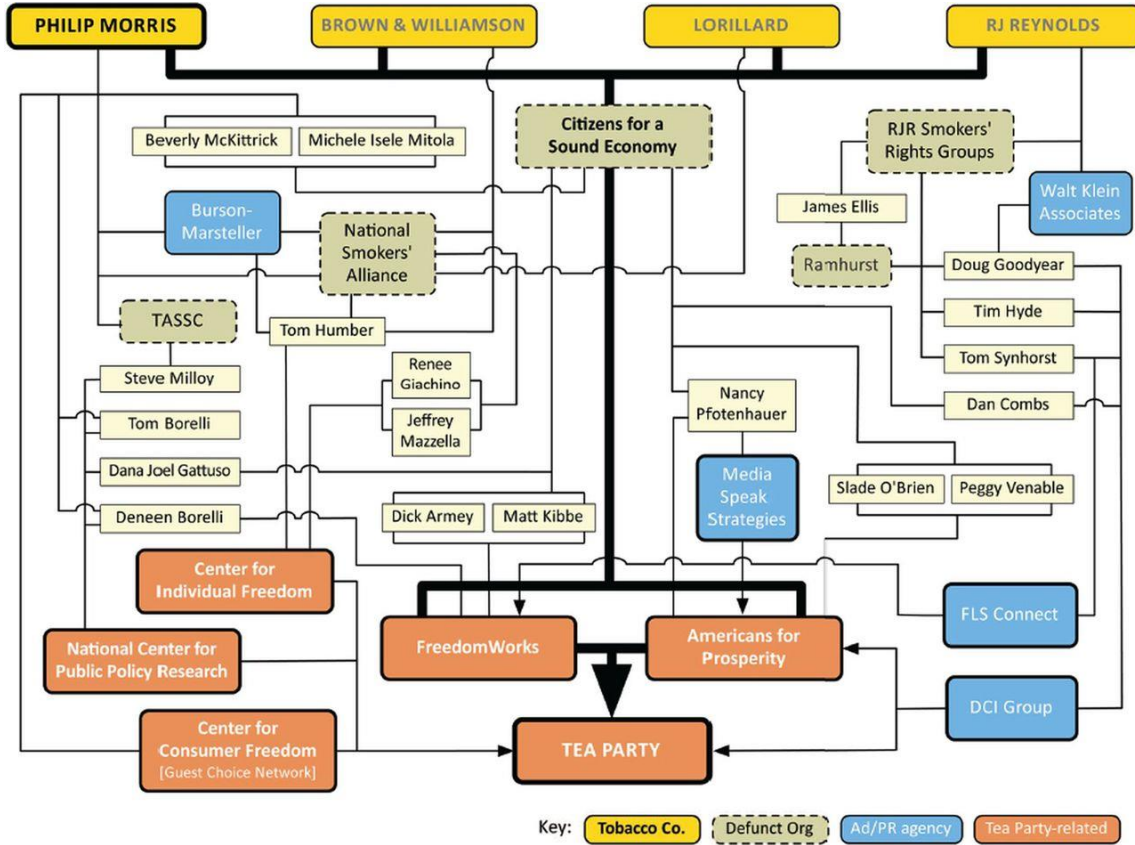 PHILIP MORRIS
BROWN & WILLIAMSON
LORILLARD
RJ REYNOLDS
Citizens for a
Sound Economy
RJR Smokers'
Rights Groups
Beverly McKittrick
Michele Isele Mitola
Walt Klein
Associates
James Ellis
Burson-
Marsteller
National
Smokers'
Alliance
Ramhurst
Doug Goodyear
TASSC
Tom Humber
Tim Hyde
Steve Milloy
Renee
Giachino
Tom Synhorst
Tom Borelli
Jeffrey
Mazzella
Nancy
Pfotenhauer
Dan Combs
Dana Joel Gattuso
Media
Speak
Strategies
Slade O'Brien
Peggy Venable
Deneen Borelli
Dick Armey
Matt Kibbe
Center for
Individual Freedom
FLS Connect
National Center for
Public Policy Research
FreedomWorks
Americans for
Prosperity
DCI Group
Center for
Consumer Freedom
[Guest Choice Network]
TEA PARTY
Key:
Tobacco Co.
Defunct Org
Ad/PR agency
Tea Party-related